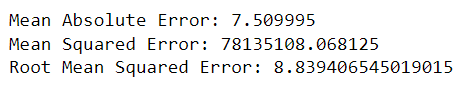 Mean Absolute Error: 7.509995
Mean Squared Error: 78135108.068125
Root Mean Squared Error: 8.839406545019015